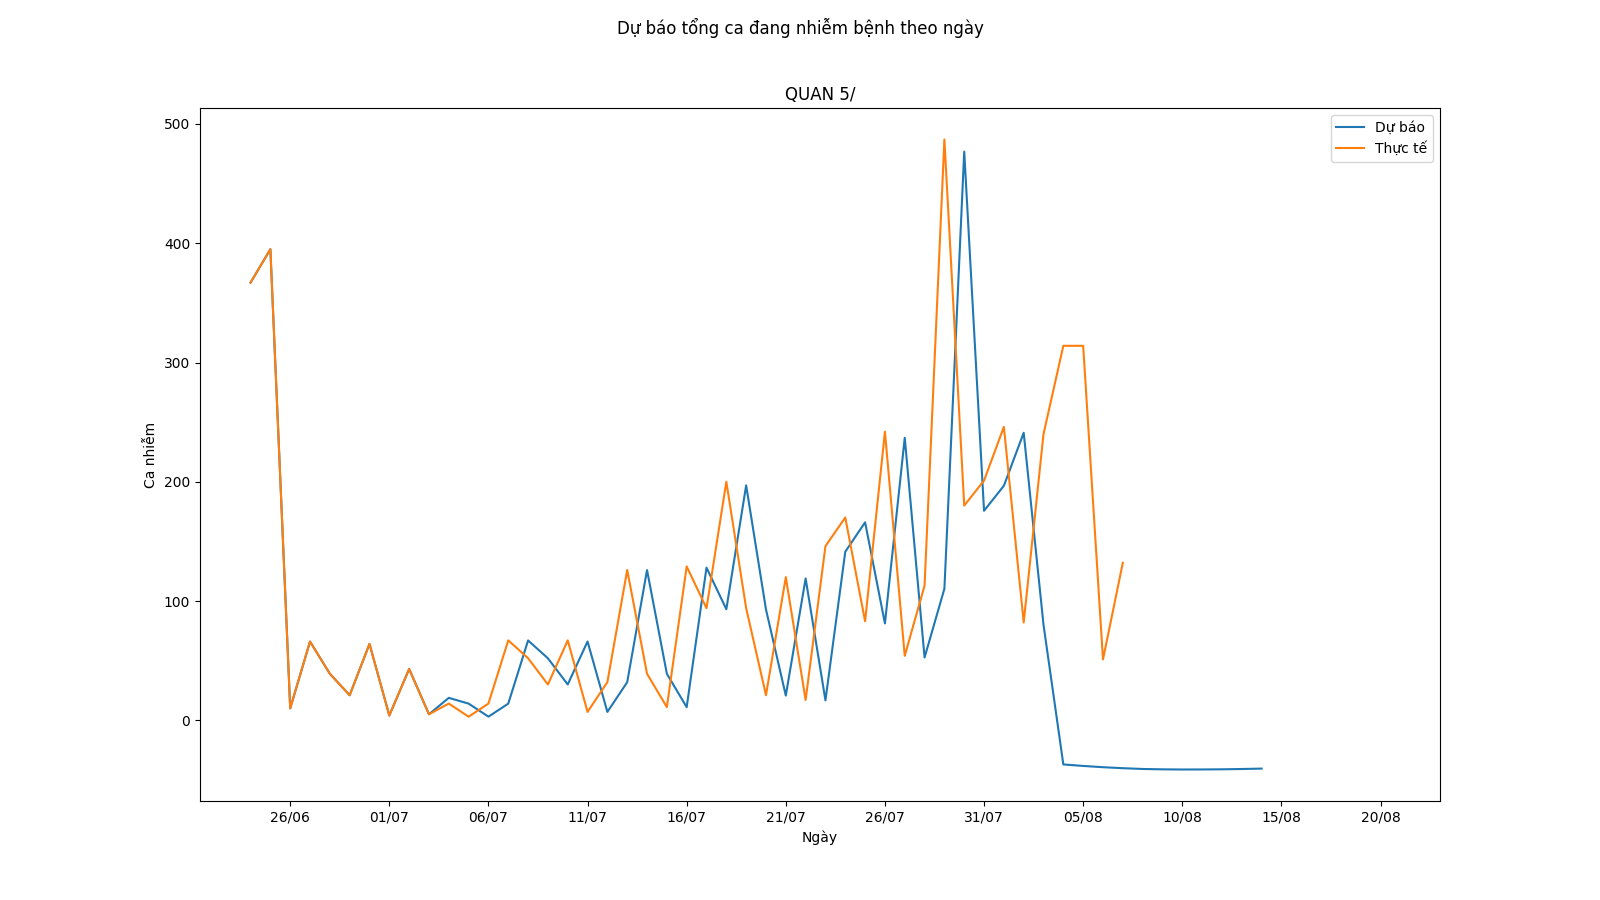 Dự báo tổng ca đang nhiễm bệnh theo ngày
QUAN 5/
Dự báo
Thực tế
500
400
300
200
100
0
Ca nhiễm
26/06 01/07 06/07 11/07 16/07 21/07 26/07 31/07 05/08 10/08 15/08 20/08
Ngày